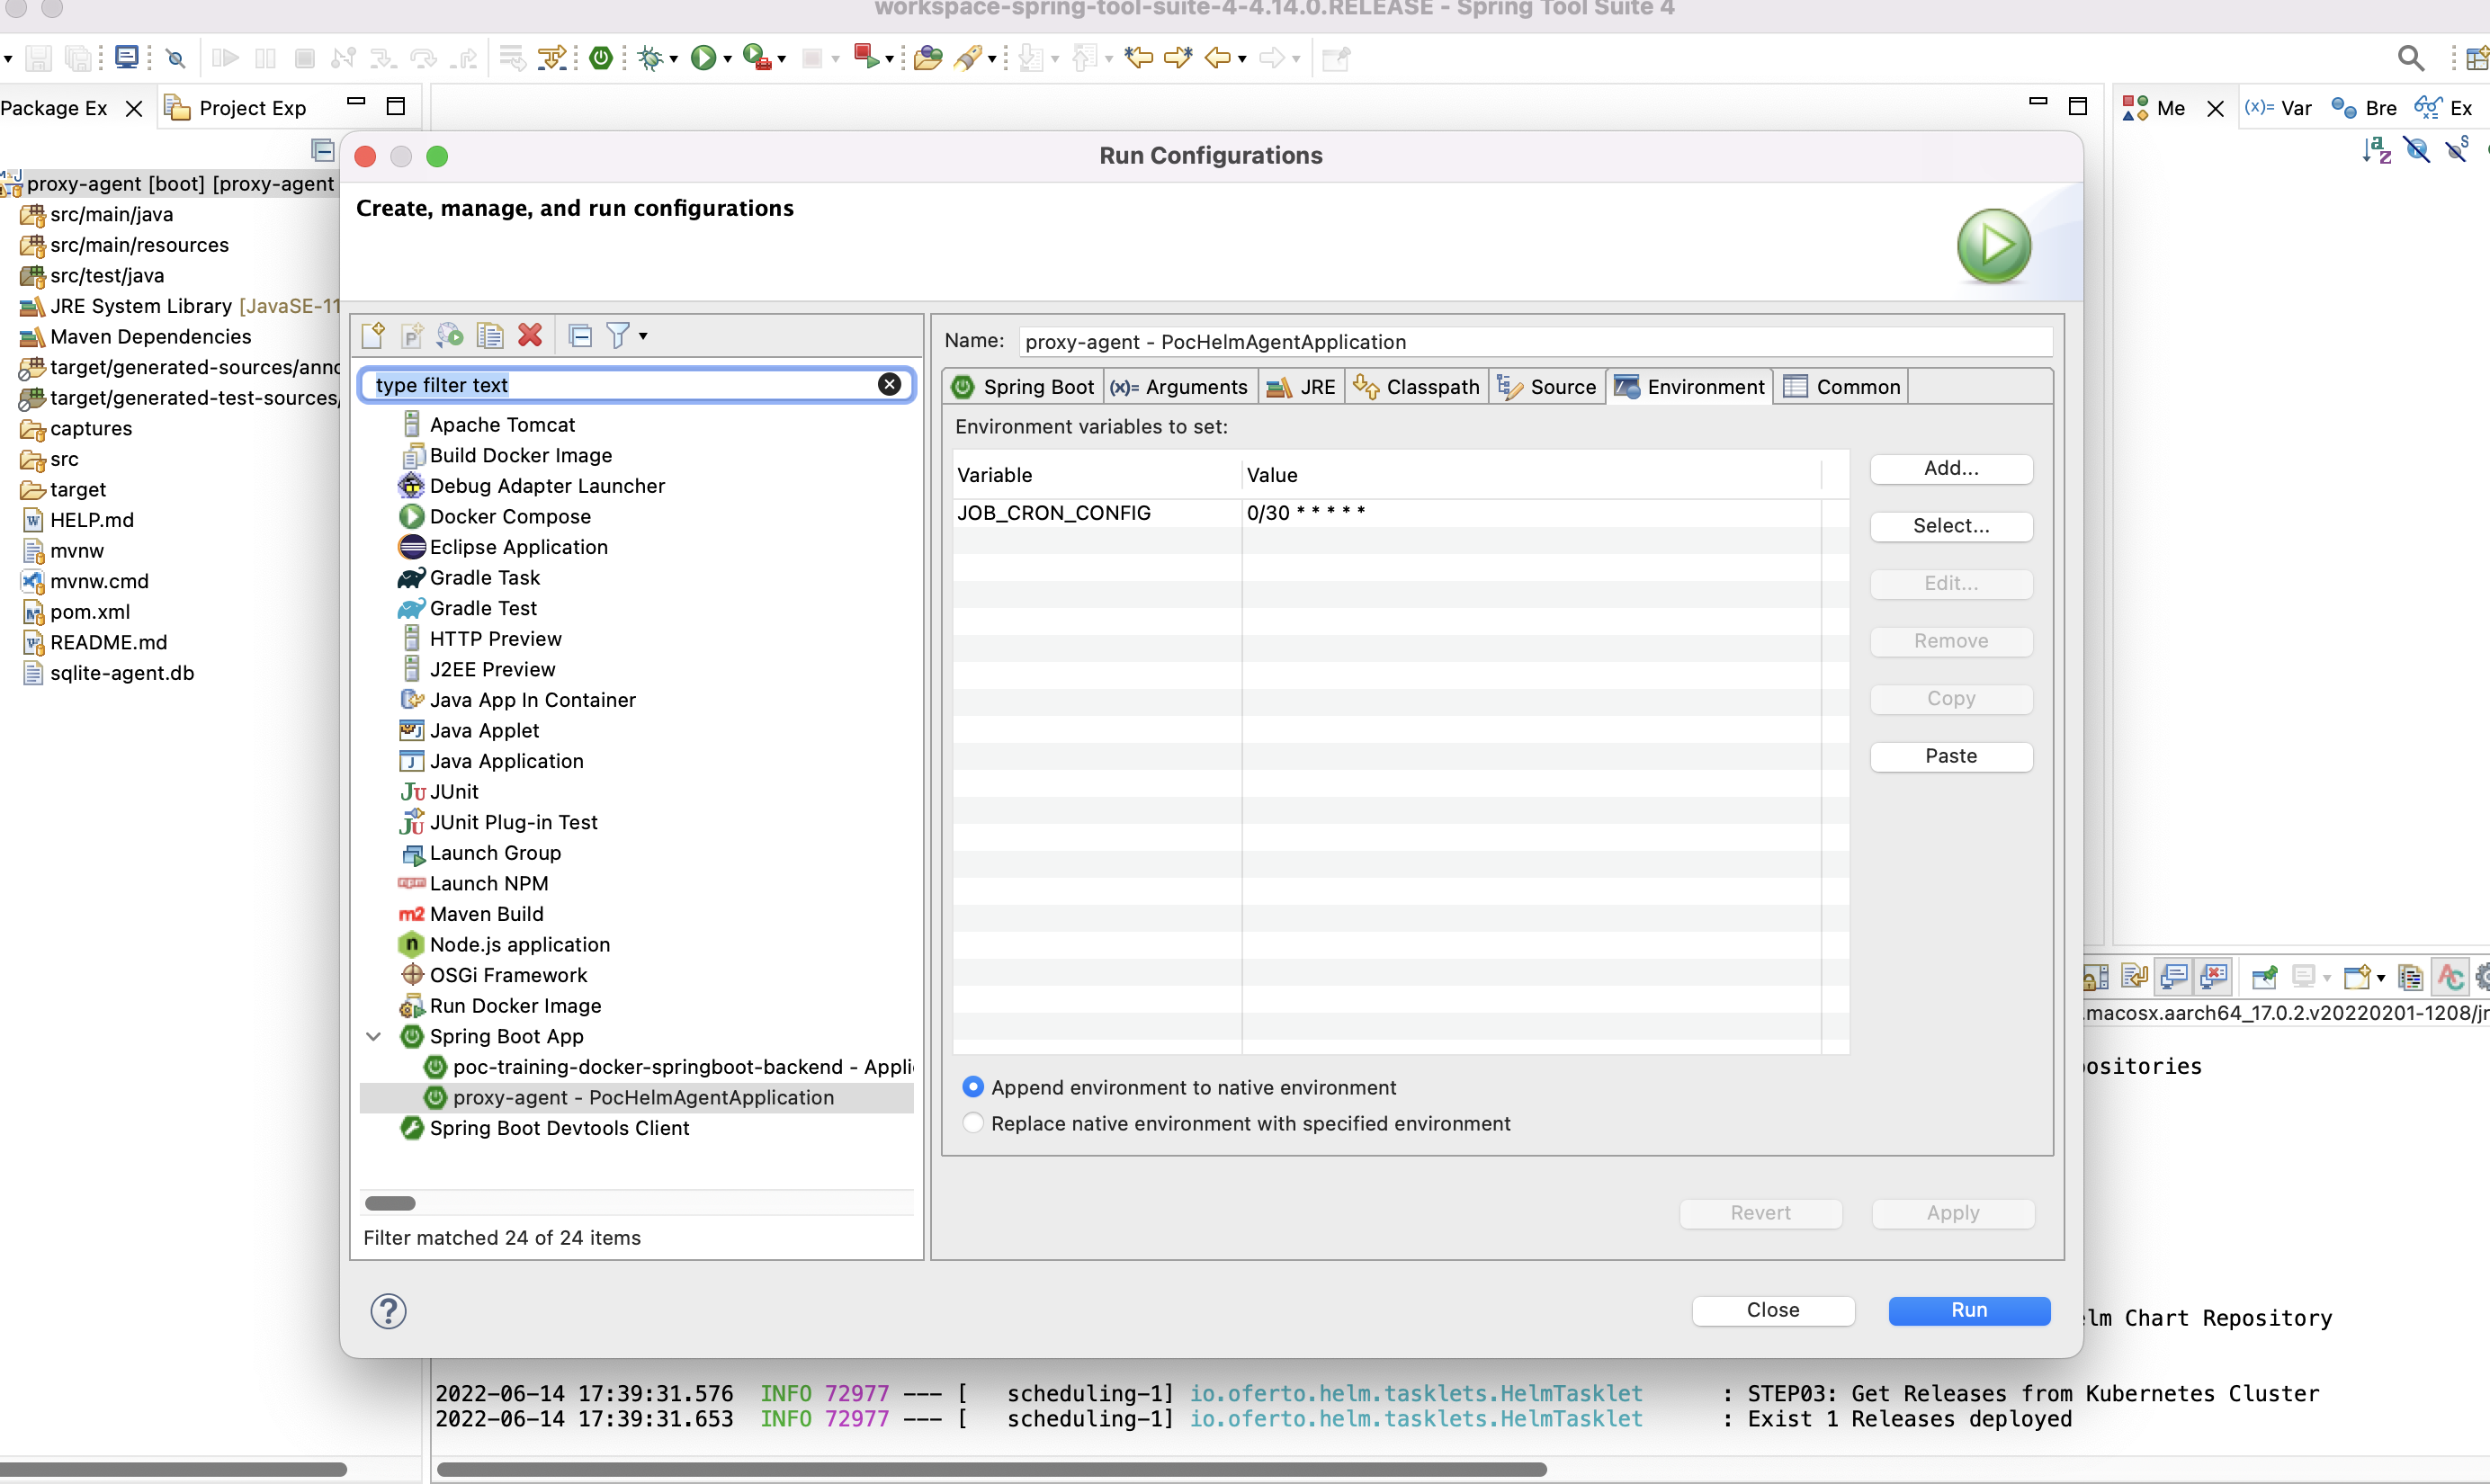 workspace-spring-tool-suite-4-4.14.0.RELEASE - Spring Tool Suite 4
Package Ex
Project Exp
Me
Var
Bre
Ex
proxy-agent [boot] [proxy-agent
src/main/java
src/main/resources
src/test/java
JRE System Library [JavaSE-11
Maven Dependencies
target/generated-sources/anno
target/generated-test-sources/
captures
src
target
HELP.md
mvnw
mvnw.cmd
pom.xml
README.md
sqlite-agent.db
Run Configurations
Create, manage, and run configurations
type filter text
Apache Tomcat
Build Docker Image
Debug Adapter Launcher
Docker Compose
Eclipse Application
Gradle Task
Gradle Test
HTTP Preview
J2EE Preview
Java App In Container
Java Applet
Java Application
JUnit
JUnit Plug-in Test
Launch Group
Launch NPM
Maven Build
Node.js application
OSGi Framework
Run Docker Image
Spring Boot App
poc-training-docker-springboot-backend - Appli
proxy-agent - PocHelmAgentApplication
Spring Boot Devtools Client
Filter matched 24 of 24 items
Name: proxy-agent - PocHelmAgentApplication
Spring Boot
(x)= Arguments
JRE
Classpath
Source
Environment
Common
Environment variables to set:
Variable Value
JOB_CRON_CONFIG 0/30 * * * * *
Add...
Select...
Edit...
Remove
Copy
Paste
Append environment to native environment
Replace native environment with specified environment
Revert
Apply
Close
Run
.macosx.aarch64_17.0.2.v20220201-1208/jr
ositories
lm Chart Repository
2022-06-14 17:39:31.576 INFO 72977 --- [ scheduling-1] io.oferto.helm.tasklets.HelmTasklet : STEP03: Get Releases from Kubernetes Cluster
2022-06-14 17:39:31.653 INFO 72977 --- [ scheduling-1] io.oferto.helm.tasklets.HelmTasklet : Exist 1 Releases deployed